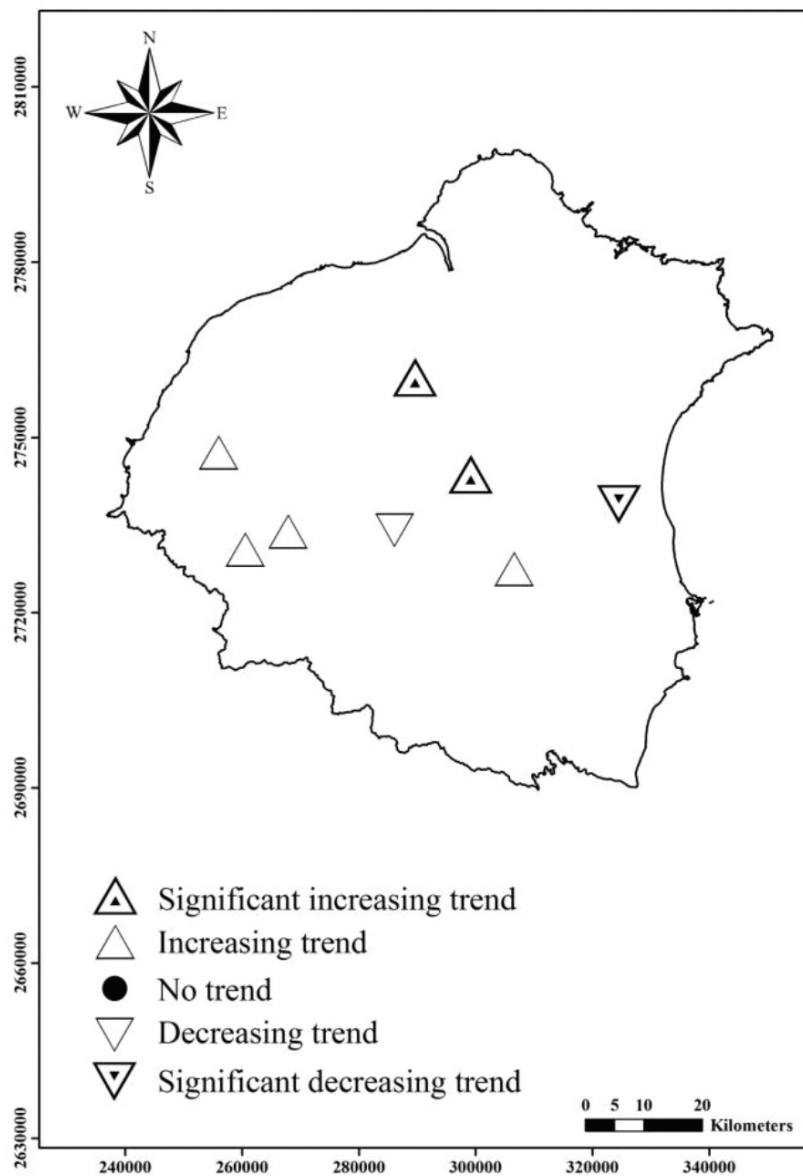 N
W E
S
2810000
2780000
2750000
2720000
2690000
2660000
2630000
Significant increasing trend
Increasing trend
No trend
Decreasing trend
Significant decreasing trend
0 5 10 20
Kilometers
240000 260000 280000 300000 320000 340000